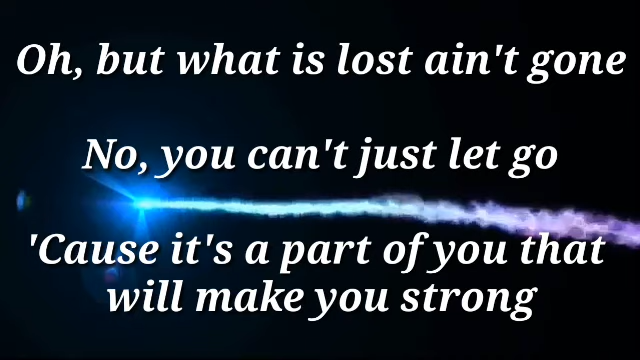 Oh, but what is lost ain't gone
No, you can't just let go
'Cause it's a part of you that
will make you strong